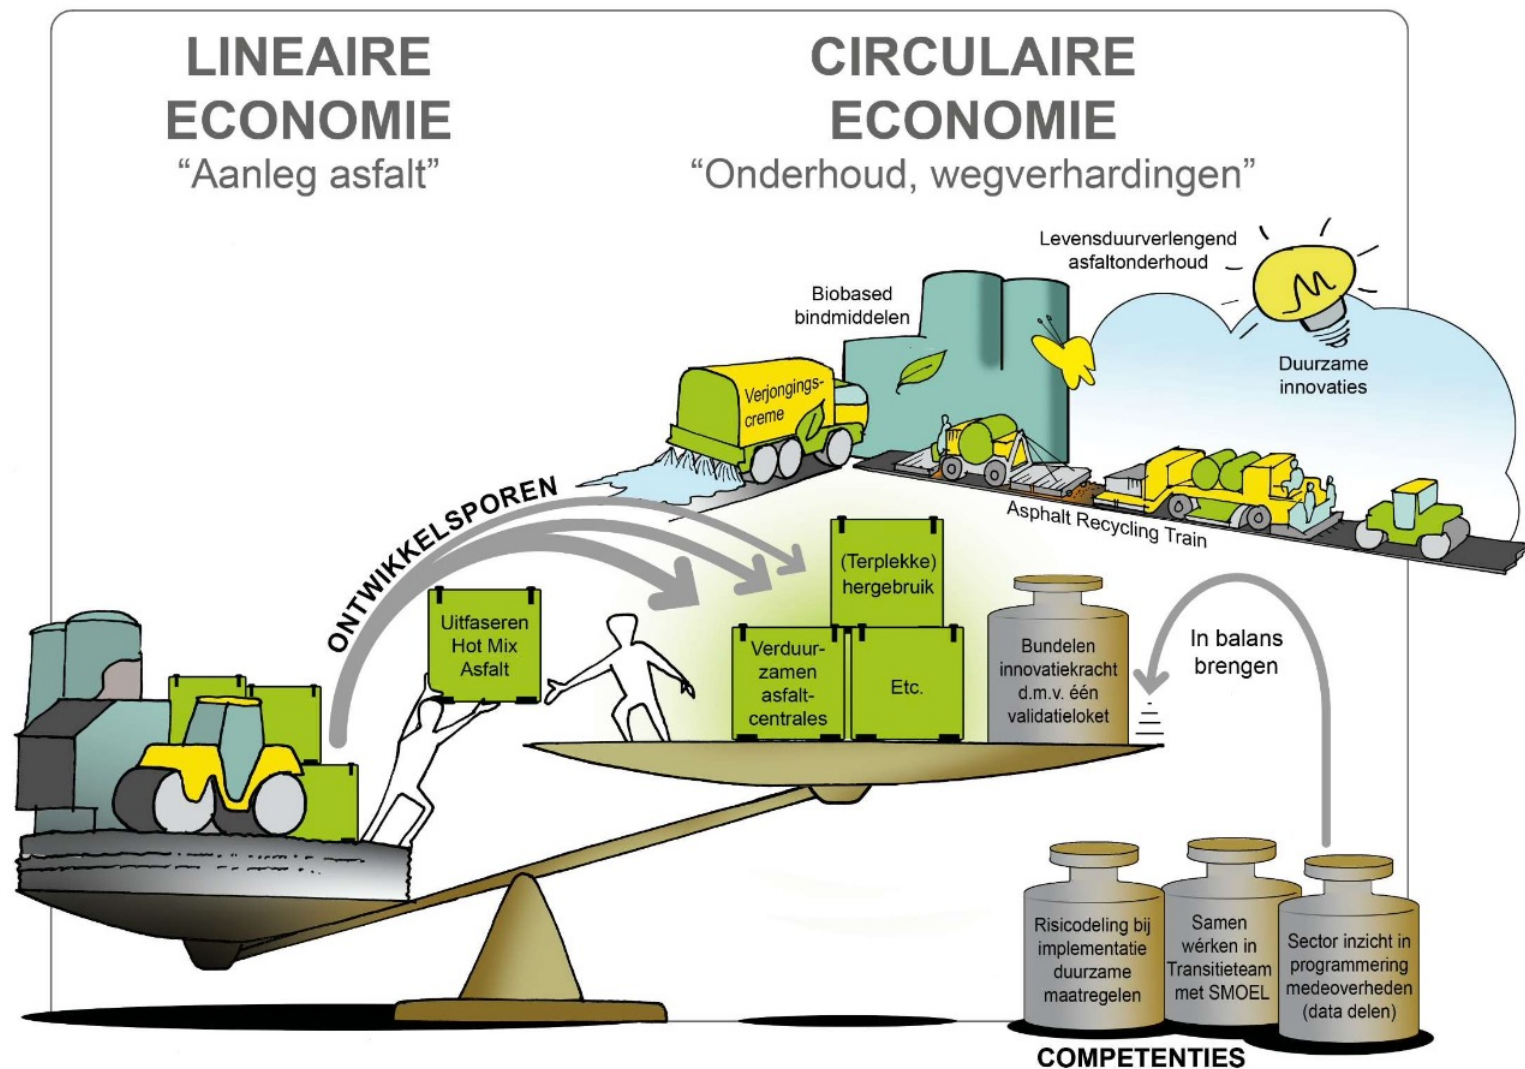 LINEAIRE
ECONOMIE
“Aanleg asfalt”
CIRCULAIRE
ECONOMIE
“Onderhoud, wegverhardingen”
Levensduurverlengend
asfaltonderhoud
Biobased
bindmiddelen
Duurzame
innovaties
Verjongings-
creme
Asphalt Recycling Train
ONTWIKKELSPOREN
Uitfaseren
Hot Mix
Asfalt
(Terplekke)
hergebruik
Verduur-
zamen
asfalt-
centrales
Etc.
Bundelen
innovatiekracht
d.m.v. één
validatieloket
In balans
brengen
Risicodeling bij
implementatie
duurzame
maatregelen
Samen
wérken in
Transitieteam
met SMOEL
Sector inzicht in
programmering
medeoverheden
(data delen)
COMPETENTIES